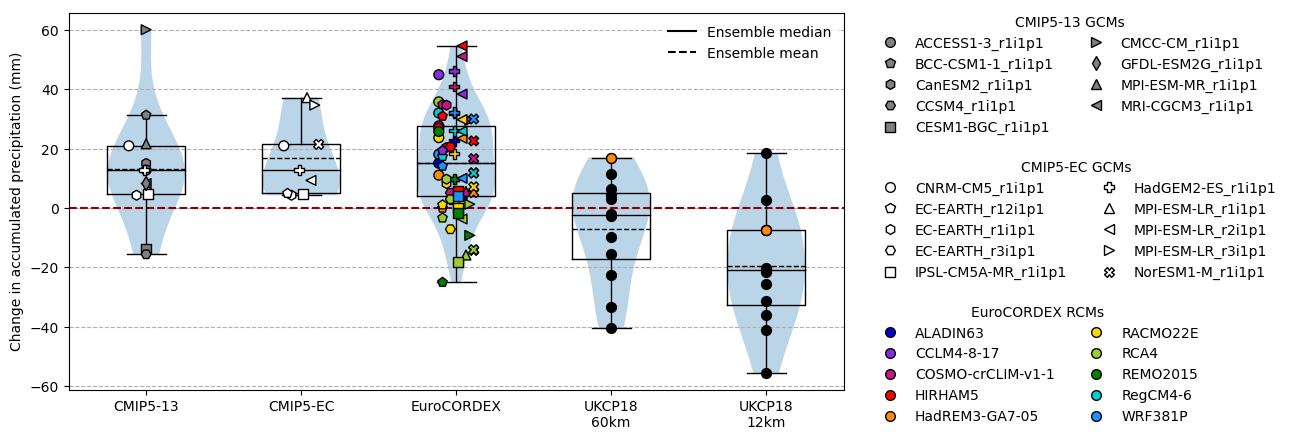 Change in accumulated precipitation (mm)
60
40
20
0
−20
−40
−60
Ensemble median
Ensemble mean
CMIP5-13
CMIP5-EC
EuroCORDEX
UKCP18
60km
UKCP18
12km
CMIP5-13 GCMs
ACCESS1-3_r1i1p1
BCC-CSM1-1_r1i1p1
CanESM2_r1i1p1
CCSM4_r1i1p1
CESM1-BGC_r1i1p1
CMCC-CM_r1i1p1
GFDL-ESM2G_r1i1p1
MPI-ESM-MR_r1i1p1
MRI-CGCM3_r1i1p1
CMIP5-EC GCMs
CNRM-CM5_r1i1p1
EC-EARTH_r12i1p1
EC-EARTH_r1i1p1
EC-EARTH_r3i1p1
IPSL-CM5A-MR_r1i1p1
HadGEM2-ES_r1i1p1
MPI-ESM-LR_r1i1p1
MPI-ESM-LR_r2i1p1
MPI-ESM-LR_r3i1p1
NorESM1-M_r1i1p1
EuroCORDEX RCMs
ALADIN63
CCLM4-8-17
COSMO-crCLIM-v1-1
HIRHAM5
HadREM3-GA7-05
RACMO22E
RCA4
REMO2015
RegCM4-6
WRF381P